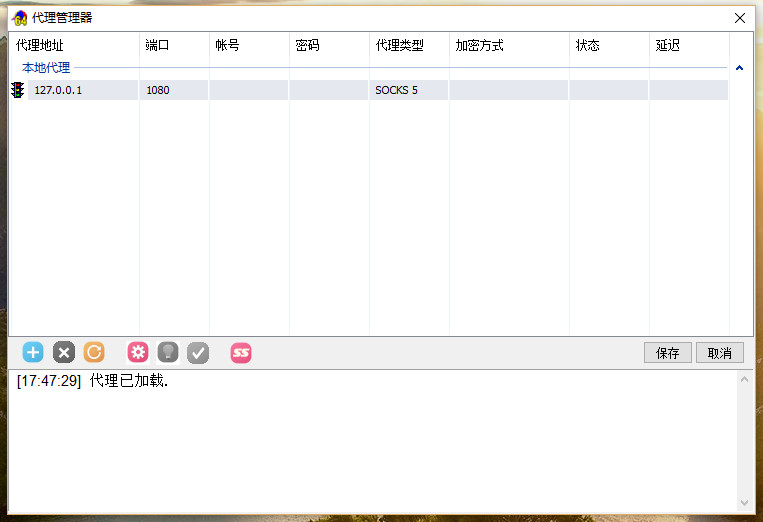 代理管理器
代理地址 端口 帐号 密码 代理类型 加密方式 状态 延迟
本地代理
127.0.0.1 1080 SOCKS 5
SS 保存 取消
[17:47:29] 代理已加载.